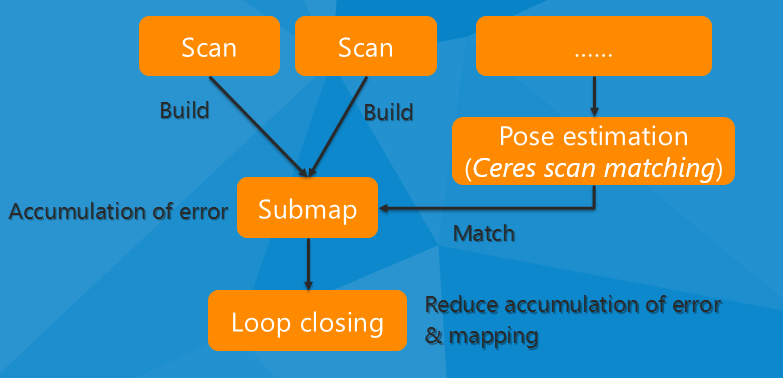 Scan
Scan
......
Build
Build
Pose estimation
(Ceres scan matching)
Accumulation of error
Submap
Match
Loop closing
Reduce accumulation of error
& mapping